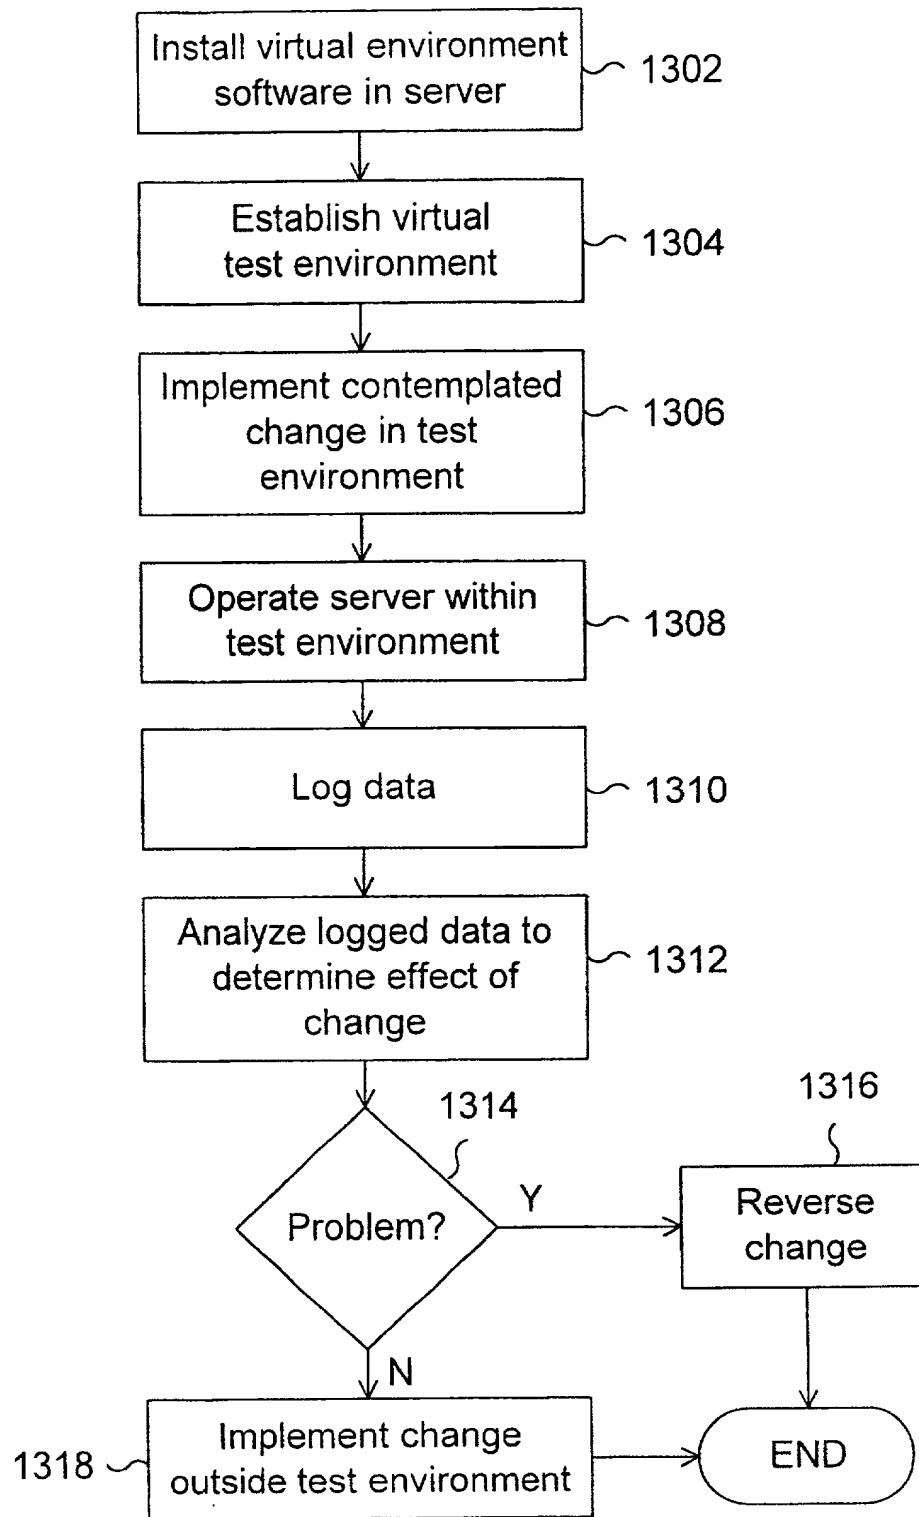 Install virtual environment
software in server
1302
Establish virtual
test environment
1304
Implement contemplated
change in test
environment
1306
Operate server within
test environment
1308
Log data
1310
Analyze logged data to
determine effect of
change
1312
1314
Problem?
Y
1316
Reverse
change
N
Implement change
outside test environment
1318
END